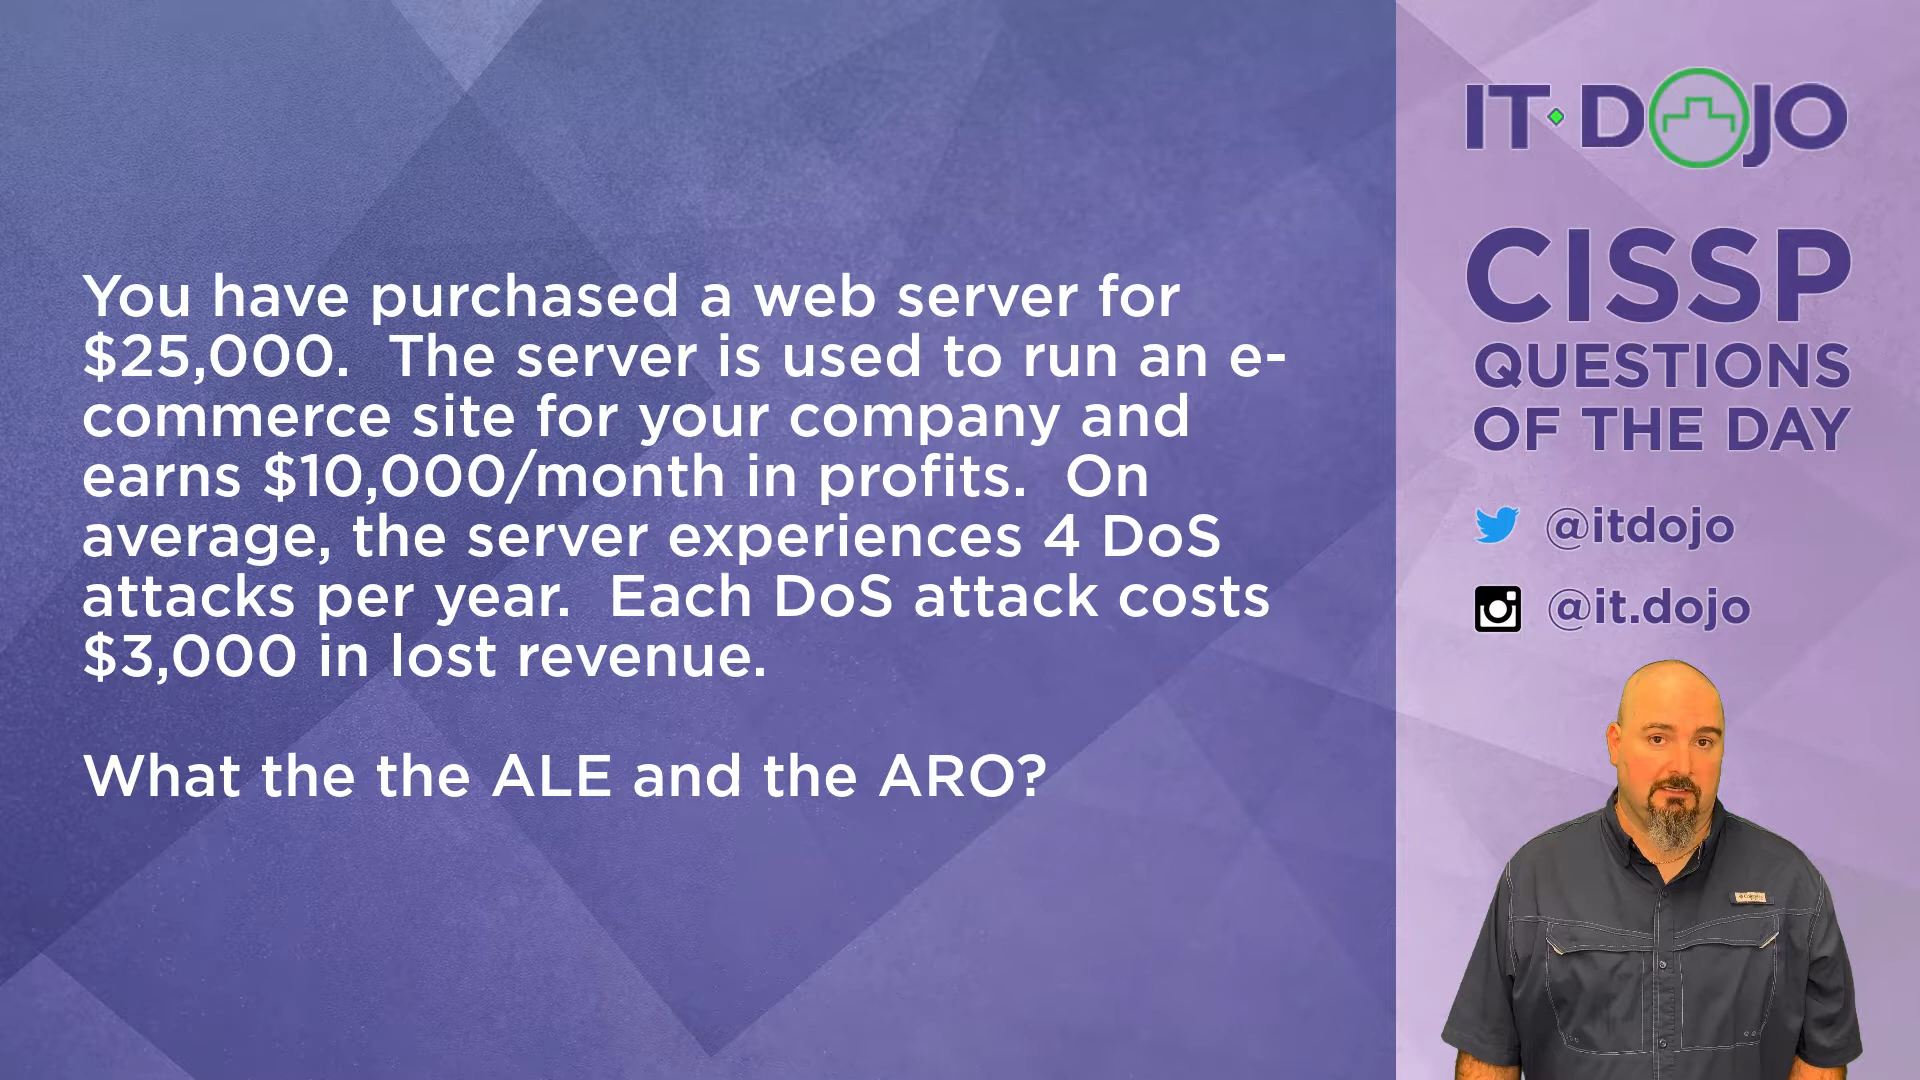 You have purchased a web server for
$25,000.  The server is used to run an e-
commerce site for your company and
earns $10,000/month in profits.  On
average, the server experiences 4 DoS
attacks per year.  Each DoS attack costs
$3,000 in lost revenue.
What the the ALE and the ARO?
IT DOJO
CISSP
QUESTIONS
OF THE DAY
@itdojo
@it.dojo